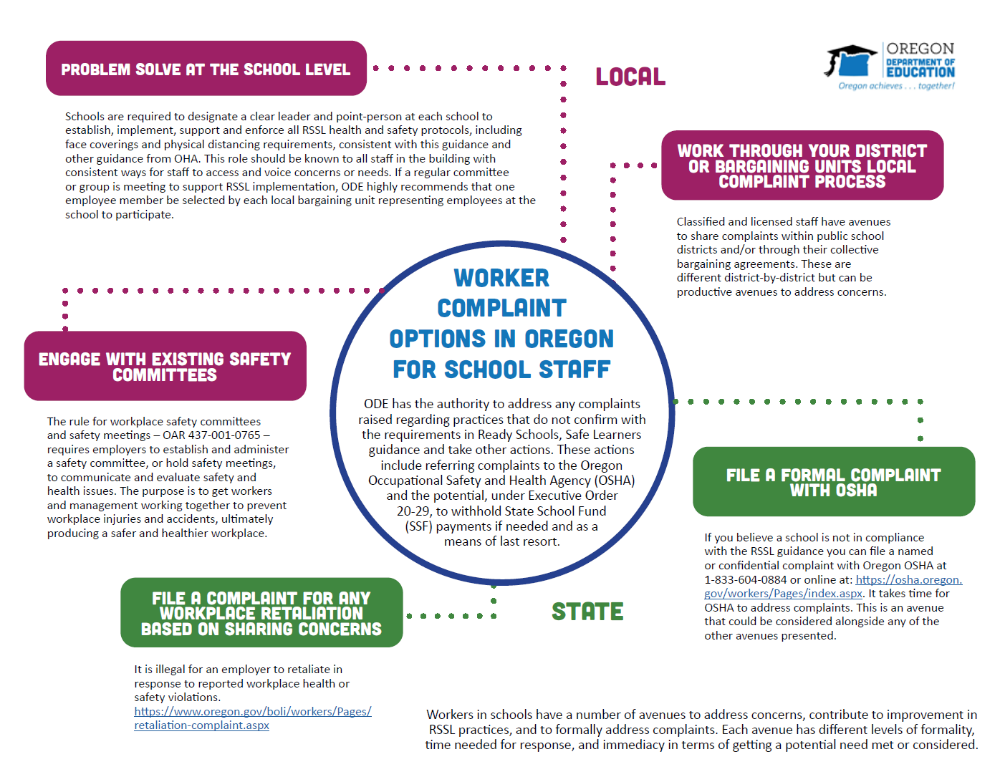 PROBLEM SOLVE AT THE SCHOOL LEVEL
Schools are required to designate a clear leader and point-person at each school to
establish, implement, support and enforce all RSSL health and safety protocols, including
face coverings and physical distancing requirements, consistent with this guidance and
other guidance from OHA. This role should be known to all staff in the building with
consistent ways for staff to access and voice concerns or needs. If a regular committee
or group is meeting to support RSSL implementation, ODE highly recommends that one
employee member be selected by each local bargaining unit representing employees at the
school to participate.
LOCAL
OREGON
DEPARTMENT OF
EDUCATION
Oregon achieves . . . together!
WORK THROUGH YOUR DISTRICT
OR BARGAINING UNITS LOCAL
COMPLAINT PROCESS
Classified and licensed staff have avenues
to share complaints within public school
districts and/or through their collective
bargaining agreements. These are
different district-by-district but can be
productive avenues to address concerns.
WORKER
COMPLAINT
OPTIONS IN OREGON
FOR SCHOOL STAFF
ODE has the authority to address any complaints
raised regarding practices that do not confirm with
the requirements in Ready Schools, Safe Learners
guidance and take other actions. These actions
include referring complaints to the Oregon
Occupational Safety and Health Agency (OSHA)
and the potential, under Executive Order
20-29, to withhold State School Fund
(SSF) payments if needed and as a
means of last resort.
ENGAGE WITH EXISTING SAFETY
COMMITTEES
The rule for workplace safety committees
and safety meetings – OAR 437-001-0765 –
requires employers to establish and administer
a safety committee, or hold safety meetings,
to communicate and evaluate safety and
health issues. The purpose is to get workers
and management working together to prevent
workplace injuries and accidents, ultimately
producing a safer and healthier workplace.
FILE A FORMAL COMPLAINT
WITH OSHA
If you believe a school is not in compliance
with the RSSL guidance you can file a named
or confidential complaint with Oregon OSHA at
1-833-604-0884 or online at: https://osha.oregon.
gov/workers/Pages/index.aspx. It takes time for
OSHA to address complaints. This is an avenue
that could be considered alongside any of the
other avenues presented.
FILE A COMPLAINT FOR ANY
WORKPLACE RETALIATION
BASED ON SHARING CONCERNS
It is illegal for an employer to retaliate in
response to reported workplace health or
safety violations.
https://www.oregon.gov/boli/workers/Pages/
retaliation-complaint.aspx
STATE
Workers in schools have a number of avenues to address concerns, contribute to improvement in
RSSL practices, and to formally address complaints. Each avenue has different levels of formality,
time needed for response, and immediacy in terms of getting a potential need met or considered.